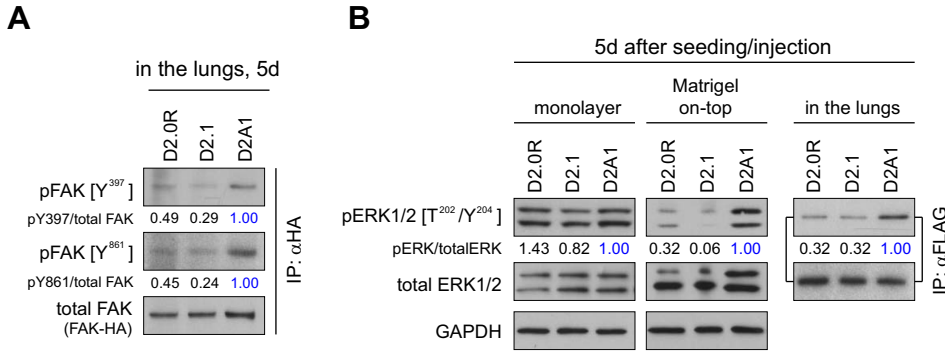 A
in the lungs, 5d
D2.0R D2.1 D2A1
pFAK [Y397]
pY397/total FAK 0.49 0.29 1.00
pFAK [Y861]
pY861/total FAK 0.45 0.24 1.00
total FAK
(FAK-HA)
IP: αHA
B
5d after seeding/injection
monolayer
Matrigel
on-top
in the lungs
D2.0R D2.1 D2A1 D2.0R D2.1 D2A1 D2.0R D2.1 D2A1
pERK1/2 [T202/Y204]
pERK/totalERK 1.43 0.82 1.00 0.32 0.06 1.00 0.32 0.32 1.00
total ERK1/2
GAPDH
IP: αFLAG